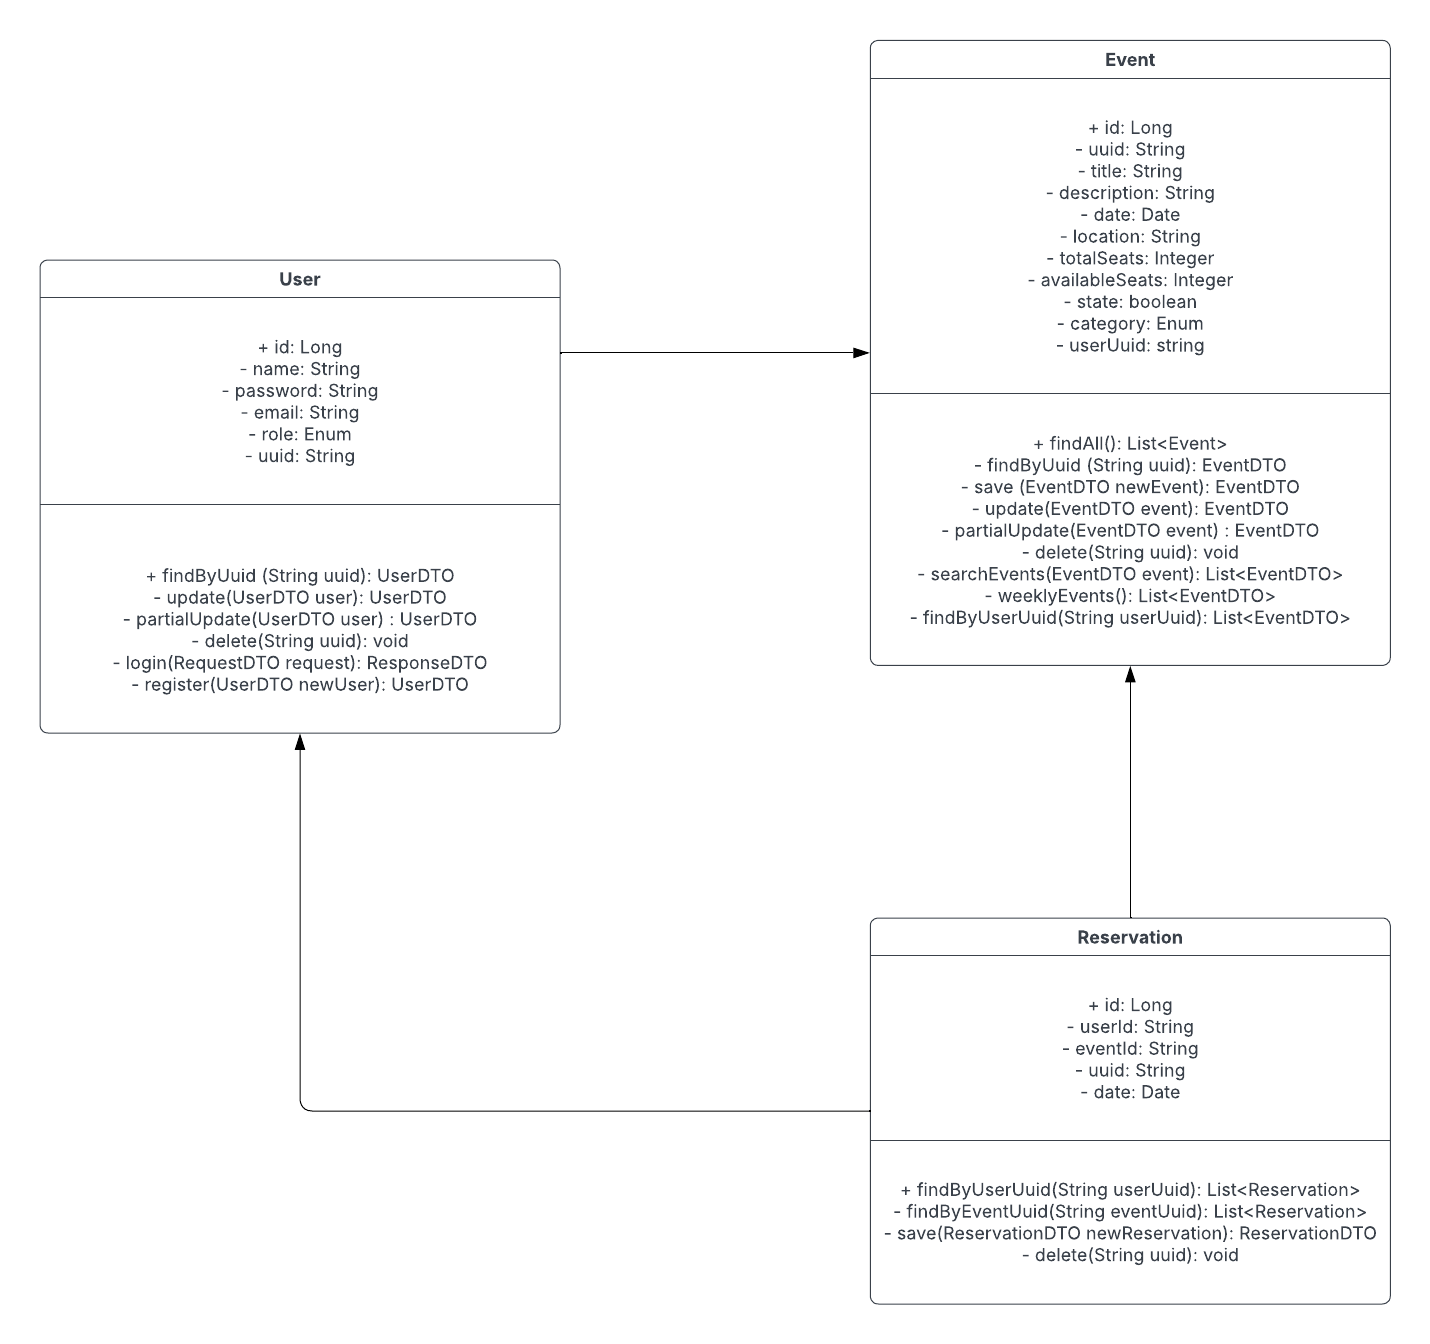 Event
+ id: Long
- uuid: String
- title: String
- description: String
- date: Date
- location: String
- totalSeats: Integer
- availableSeats: Integer
- state: boolean
- category: Enum
- userUuid: string
+ findAll(): List<Event>
- findByUuid (String uuid): EventDTO
- save (EventDTO newEvent): EventDTO
- update(EventDTO event): EventDTO
- partialUpdate(EventDTO event) : EventDTO
- delete(String uuid): void
- searchEvents(EventDTO event): List<EventDTO>
- weeklyEvents(): List<EventDTO>
- findByUserUuid(String userUuid): List<EventDTO>
User
+ id: Long
- name: String
- password: String
- email: String
- role: Enum
- uuid: String
+ findByUuid (String uuid): UserDTO
- update(UserDTO user): UserDTO
- partialUpdate(UserDTO user) : UserDTO
- delete(String uuid): void
- login(RequestDTO request): ResponseDTO
- register(UserDTO newUser): UserDTO
Reservation
+ id: Long
- userId: String
- eventId: String
- uuid: String
- date: Date
+ findByUserUuid(String userUuid): List<Reservation>
- findByEventUuid(String eventUuid): List<Reservation>
- save(ReservationDTO newReservation): ReservationDTO
- delete(String uuid): void